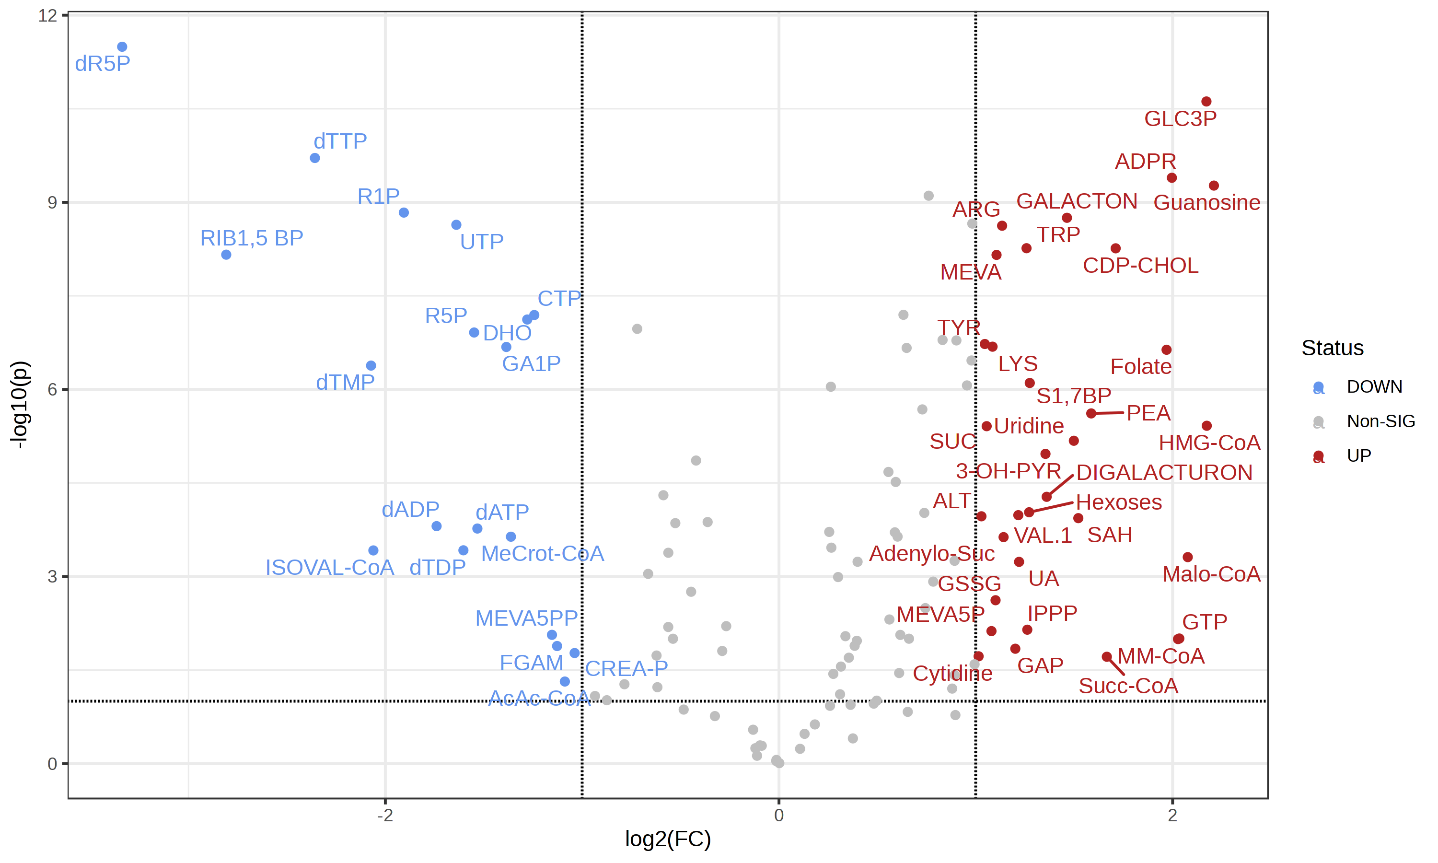 12
dR5P
GLC3P
dTTP
ADPR
R1P
GALACTON
Guanosine
9
ARG
RIB1,5 BP
UTP
TRP
MEVA
CDP-CHOL
CTP
R5P
DHO
TYR
Status
GA1P
LYS
Folate
dTMP
6
DOWN
S1,7BP
-log10(p)
PEA
Non-SIG
Uridine
SUC
HMG-CoA
UP
3-OH-PYR
DIGALACTURON
ALT
Hexoses
dADP
dATP
VAL.1
SAH
MeCrot-CoA
Adenylo-Suc
ISOVAL-CoA
dTDP
3
UA
Malo-CoA
GSSG
MEVA5PP
MEVA5P
IPPP
GTP
FGAM
CREA-P
Cytidine
GAP
MM-CoA
AcAc-CoA
Succ-CoA
0
-2
0
2
log2(FC)